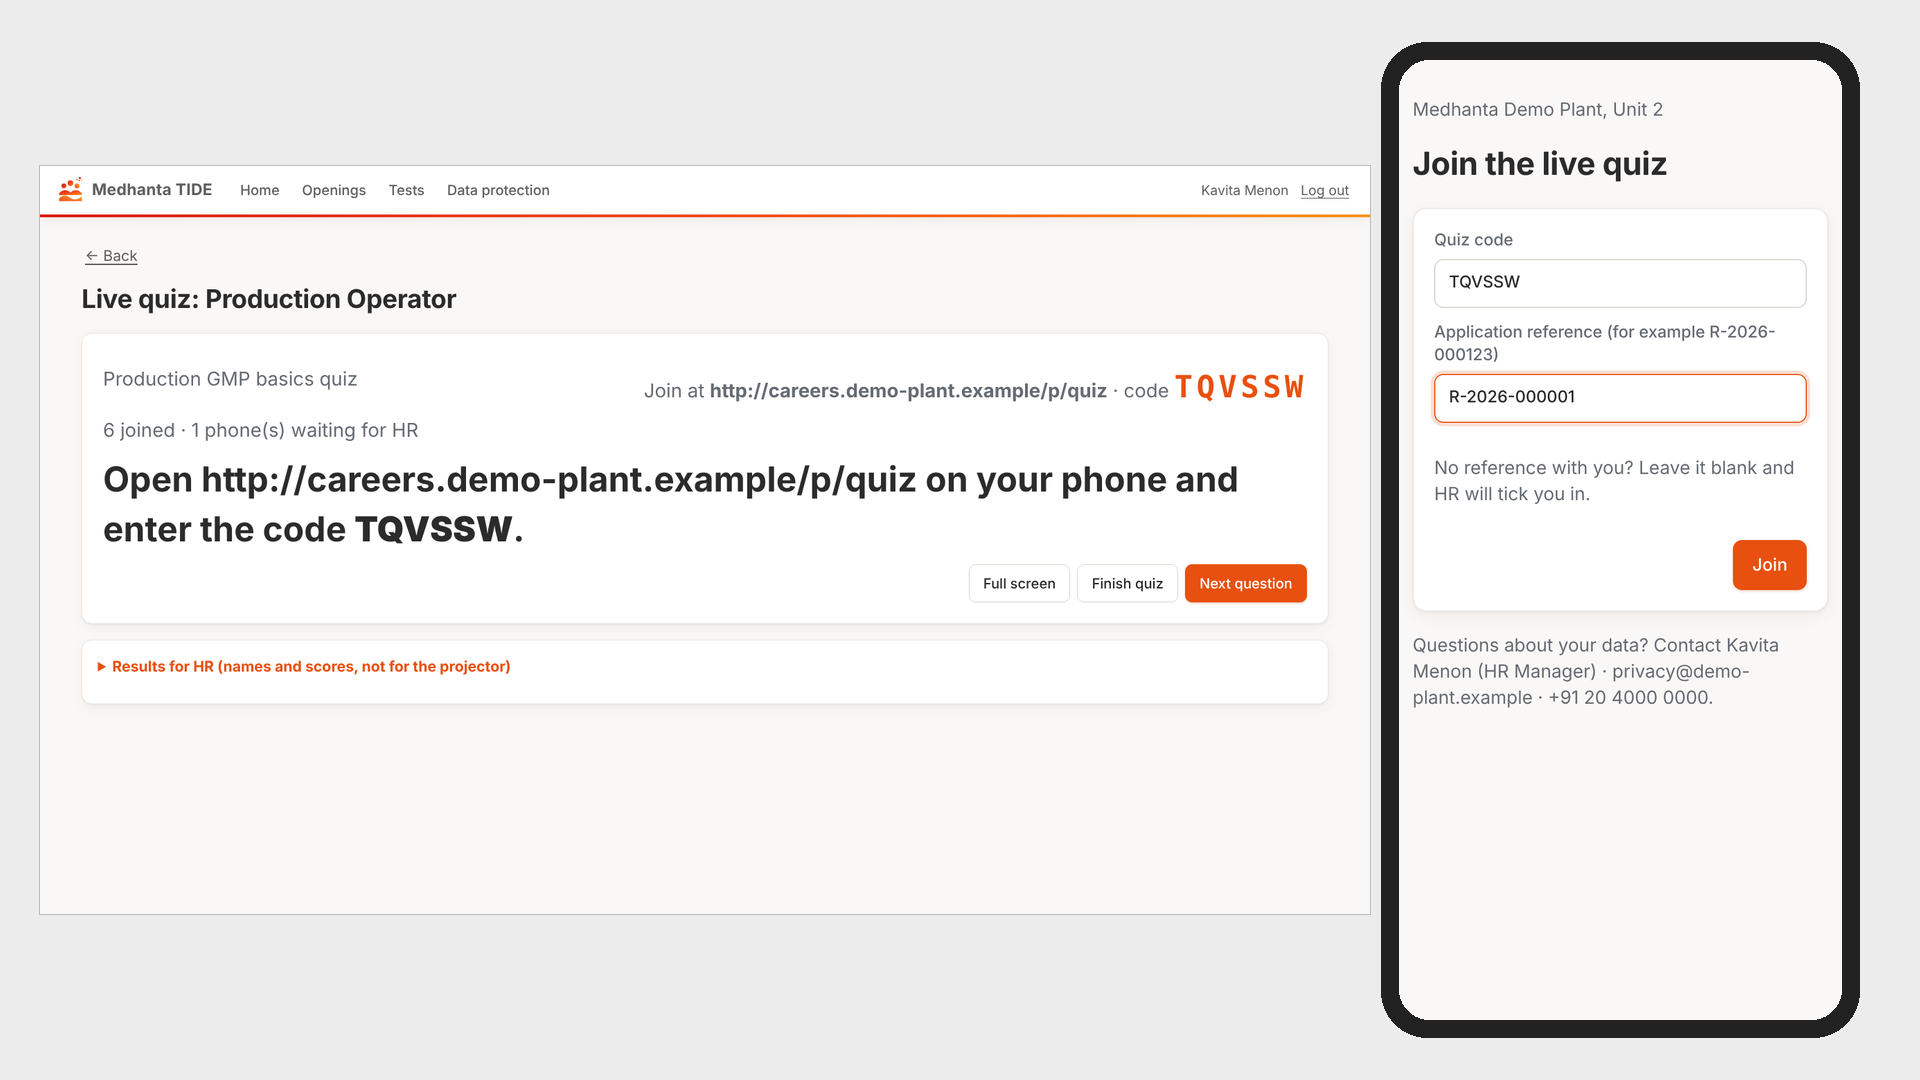 Medhanta TIDE
Home
Openings
Tests
Data protection
Kavita Menon
Log out
← Back
Live quiz: Production Operator
Production GMP basics quiz
Join at http://careers.demo-plant.example/p/quiz · code TQVSSW
6 joined · 1 phone(s) waiting for HR
Open http://careers.demo-plant.example/p/quiz on your phone and
enter the code TQVSSW.
Full screen
Finish quiz
Next question
Results for HR (names and scores, not for the projector)
Medhanta Demo Plant, Unit 2
Join the live quiz
Quiz code
TQVSSW
Application reference (for example R-2026-
000123)
R-2026-000001
No reference with you? Leave it blank and
HR will tick you in.
Join
Questions about your data? Contact Kavita
Menon (HR Manager) · privacy@demo-
plant.example · +91 20 4000 0000.